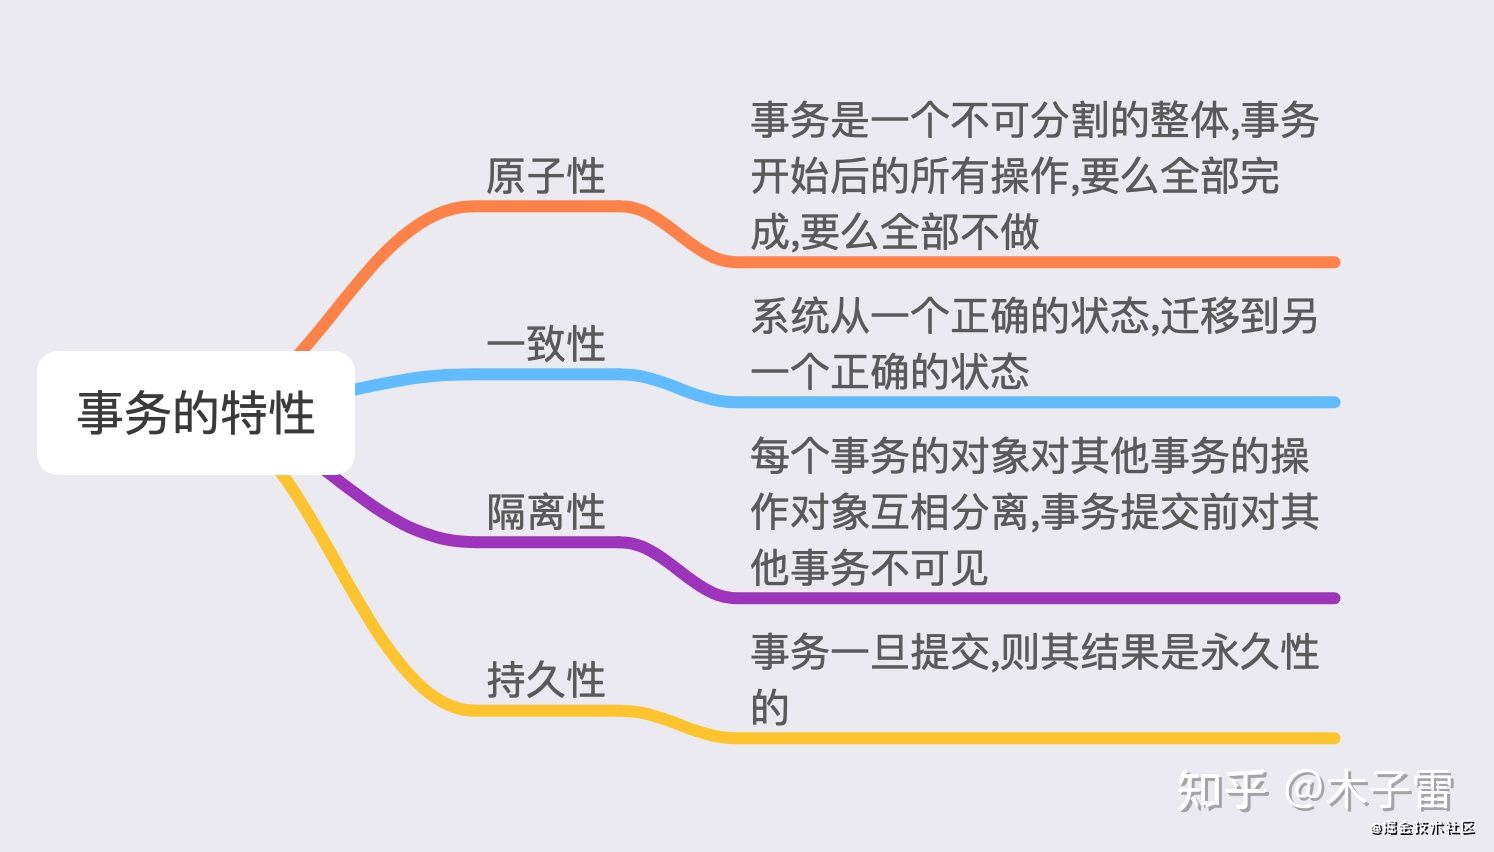 事务的特性
原子性
事务是一个不可分割的整体,事务
开始后的所有操作,要么全部完
成,要么全部不做
一致性
系统从一个正确的状态,迁移到另
一个正确的状态
隔离性
每个事务的对象对其他事务的操
作对象互相分离,事务提交前对其
他事务不可见
持久性
事务一旦提交,则其结果是永久性
的
知乎 @木子雷
@掘金技术社区